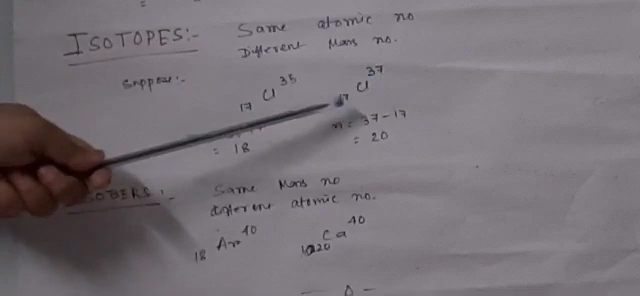 ISOTOPES:- Same atomic no
Different Mass no.
Suppose:-
17 Cl 35 17 Cl 37
n = 37-17
= 18 = 20
Same Mass no
different atomic no.
18 Ar 40 20 Ca 40